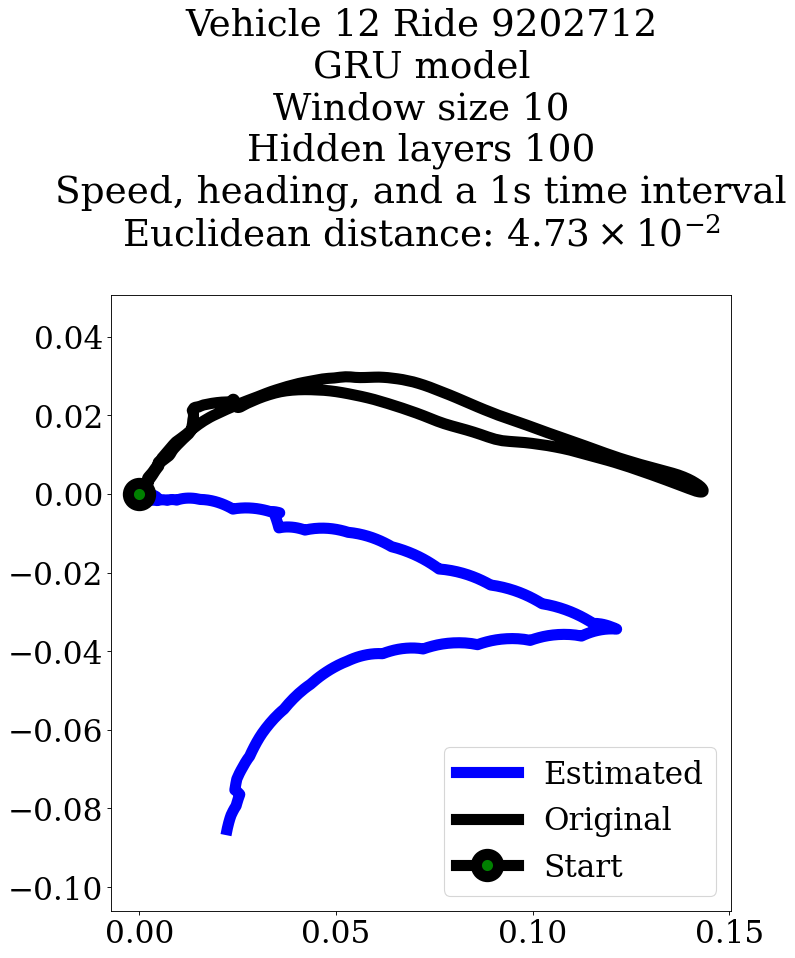 Vehicle 12 Ride 9202712
GRU model
Window size 10
Hidden layers 100
Speed, heading, and a 1s time interval
Euclidean distance: 4.73 × 10⁻²
0.04
0.02
0.00
−0.02
−0.04
−0.06
−0.08
−0.10
Estimated
Original
Start
0.00 0.05 0.10 0.15